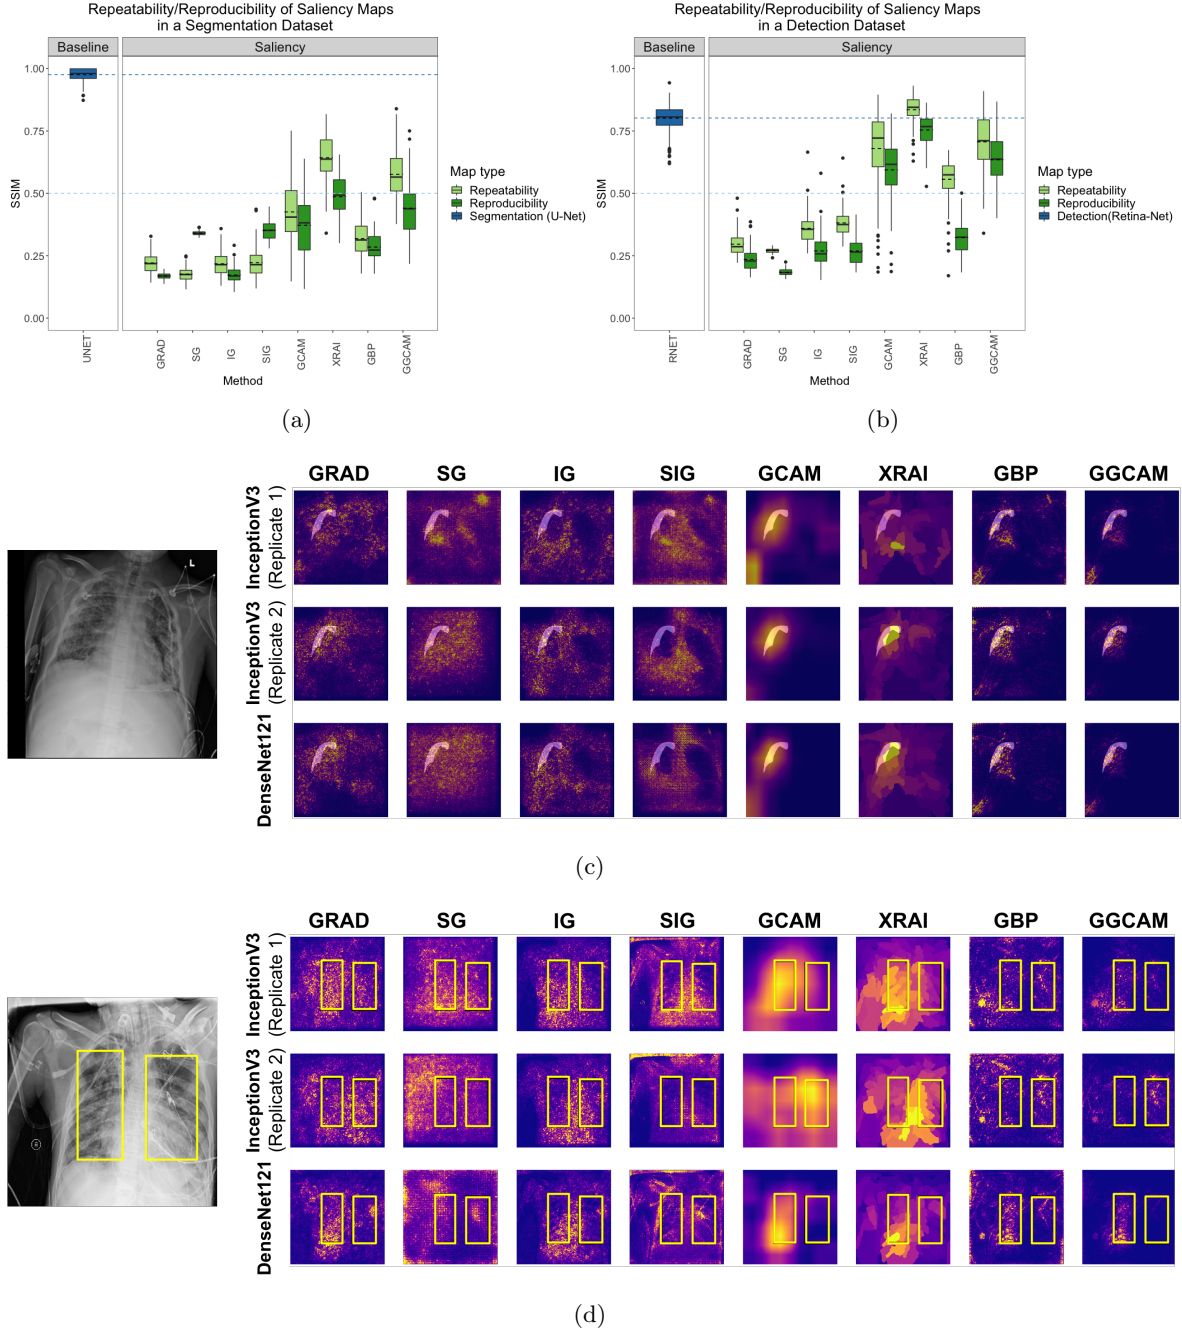 Repeatability/Reproducibility of Saliency Maps
in a Segmentation Dataset
Baseline
Saliency
1.00
0.75
0.50
0.25
0.00
SSIM
UNET
GRAD
SG
IG
SIG
GCAM
XRAI
GBP
GGCAM
Method
Map type
Repeatability
Reproducibility
Segmentation (U-Net)
(a)
Repeatability/Reproducibility of Saliency Maps
in a Detection Dataset
Baseline
Saliency
1.00
0.75
0.50
0.25
0.00
SSIM
RNET
GRAD
SG
IG
SIG
GCAM
XRAI
GBP
GGCAM
Method
Map type
Repeatability
Reproducibility
Detection(Retina-Net)
(b)
GRAD SG IG SIG GCAM XRAI GBP GGCAM
InceptionV3
(Replicate 1)
InceptionV3
(Replicate 2)
DenseNet121
L
(c)
GRAD SG IG SIG GCAM XRAI GBP GGCAM
InceptionV3
(Replicate 1)
InceptionV3
(Replicate 2)
DenseNet121
(d)